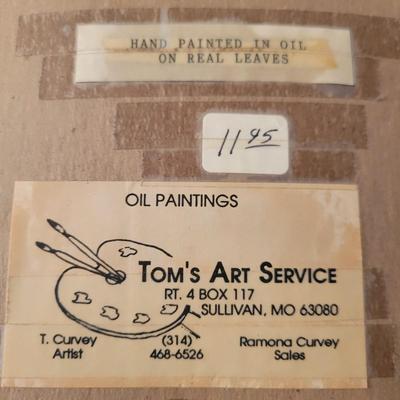 HAND PAINTED IN OIL
ON REAL LEAVES
11 95
OIL PAINTINGS
TOM'S ART SERVICE
RT. 4 BOX 117
SULLIVAN, MO 63080
T. Curvey (314) Ramona Curvey
Artist 468-6526 Sales